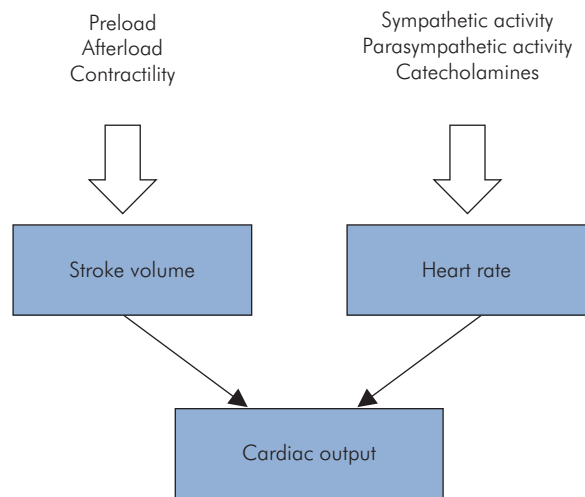 Preload
Afterload
Contractility
Sympathetic activity
Parasympathetic activity
Catecholamines
Stroke volume
Heart rate
Cardiac output